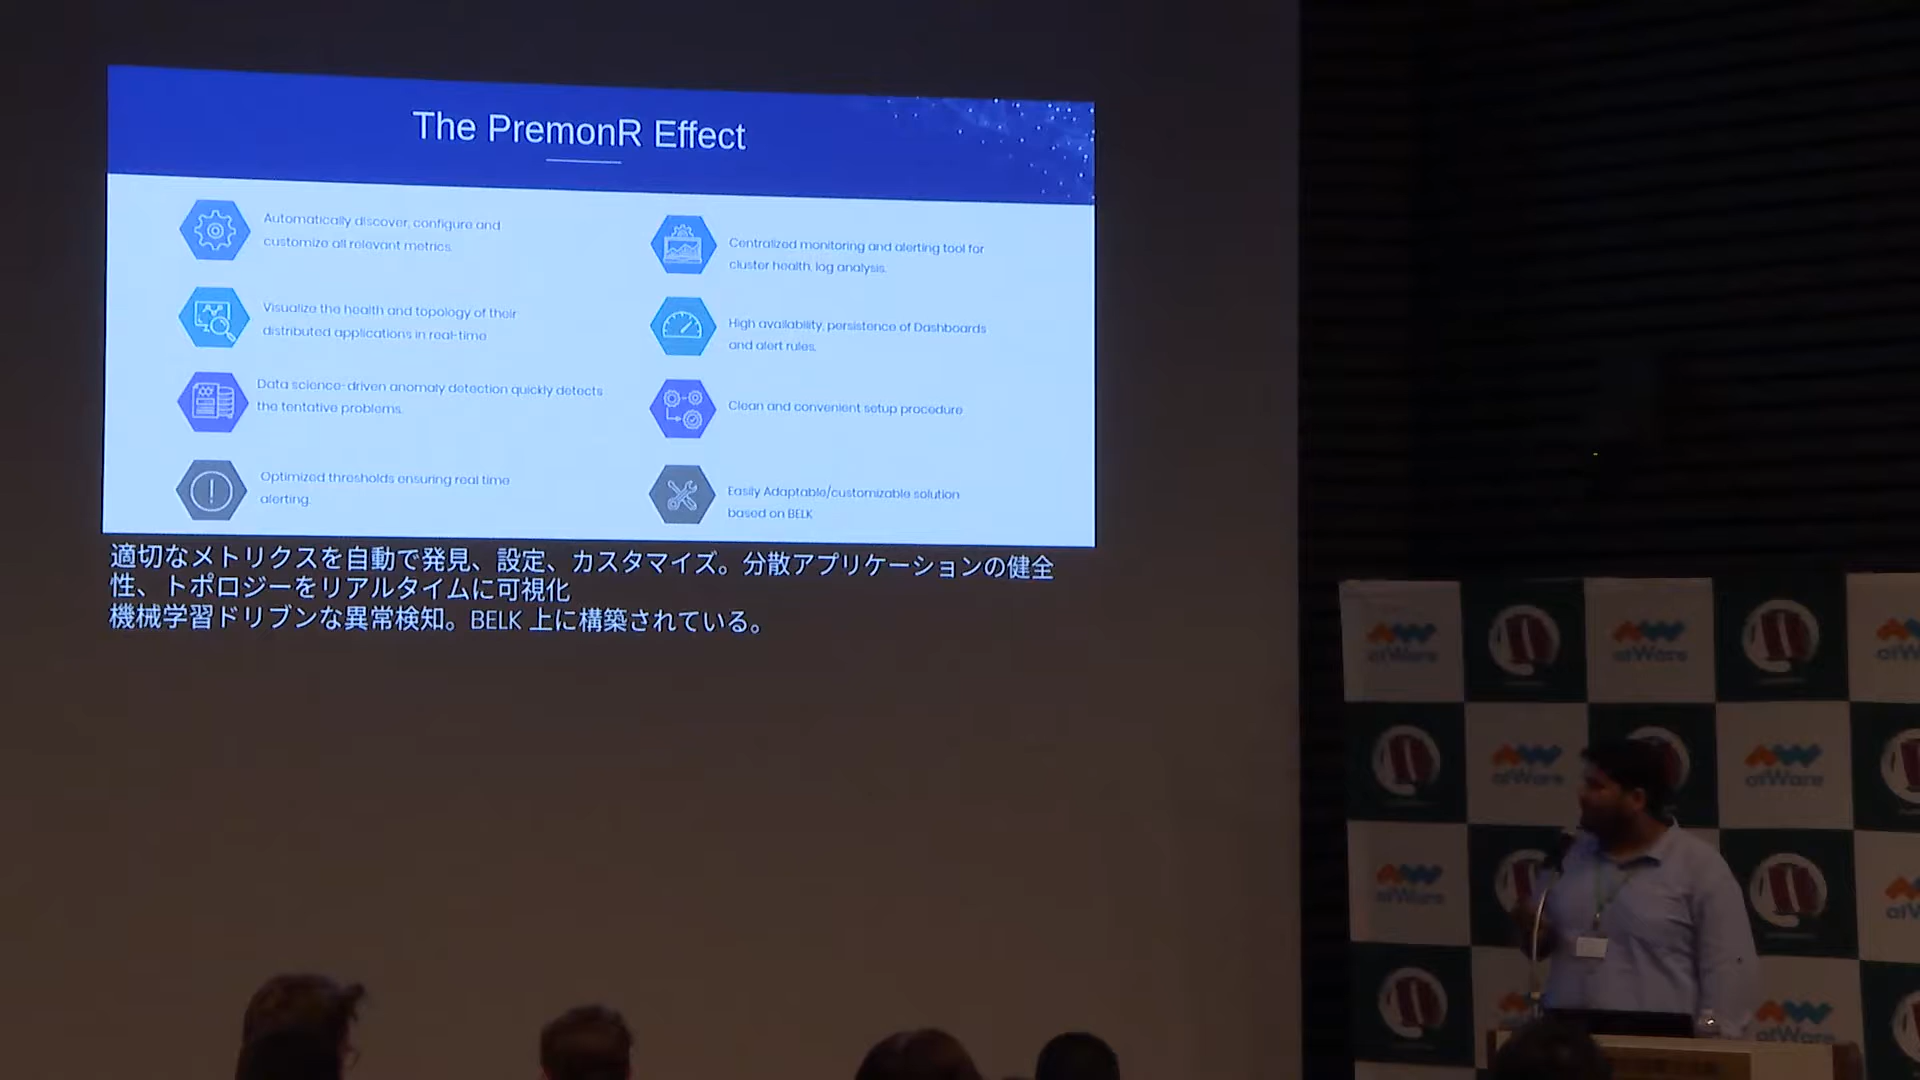 The PremonR Effect
Automatically discover, configure and
customize all relevant metrics.
Visualize the health and topology of their
distributed applications in real-time
Data science-driven anomaly detection quickly detects
the tentative problems.
Optimized thresholds ensuring real time
alerting.
Centralized monitoring and alerting tool for
cluster health, log analysis.
High availability, persistence of Dashboards
and alert rules.
Clean and convenient setup procedure
Easily Adaptable/customizable solution
based on BELK
適切なメトリクスを自動で発見、設定、カスタマイズ。分散アプリケーションの健全
性、トポロジーをリアルタイムに可視化
機械学習ドリブンな異常検知。BELK 上に構築されている。
atWare
atWare
atWare
atWare
atWare
atWare